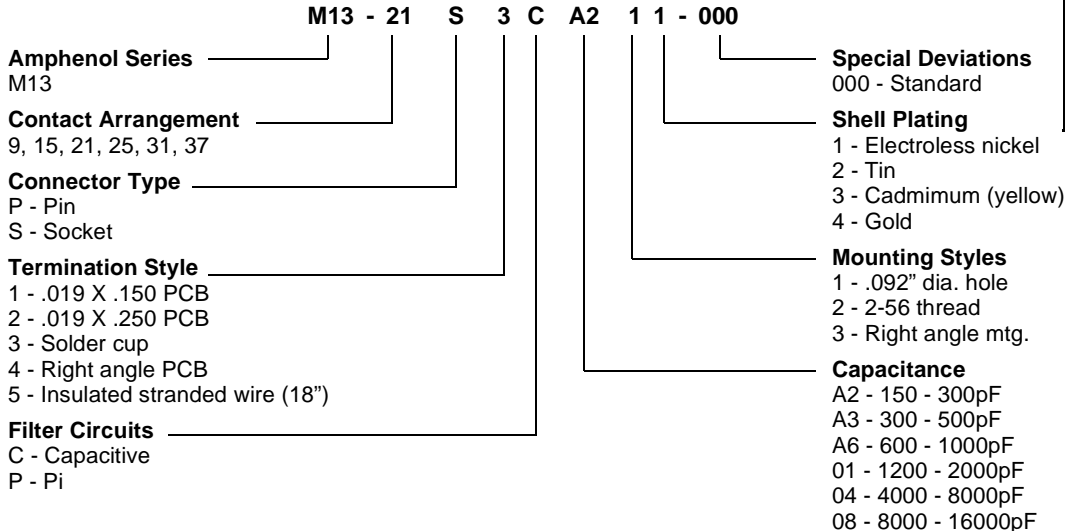 M13 - 21 S 3 C A2 1 1 - 000
Amphenol Series
M13
Contact Arrangement
9, 15, 21, 25, 31, 37
Connector Type
P - Pin
S - Socket
Termination Style
1 - .019 X .150 PCB
2 - .019 X .250 PCB
3 - Solder cup
4 - Right angle PCB
5 - Insulated stranded wire (18”)
Filter Circuits
C - Capacitive
P - Pi
Special Deviations
000 - Standard
Shell Plating
1 - Electroless nickel
2 - Tin
3 - Cadmimum (yellow)
4 - Gold
Mounting Styles
1 - .092” dia. hole
2 - 2-56 thread
3 - Right angle mtg.
Capacitance
A2 - 150 - 300pF
A3 - 300 - 500pF
A6 - 600 - 1000pF
01 - 1200 - 2000pF
04 - 4000 - 8000pF
08 - 8000 - 16000pF